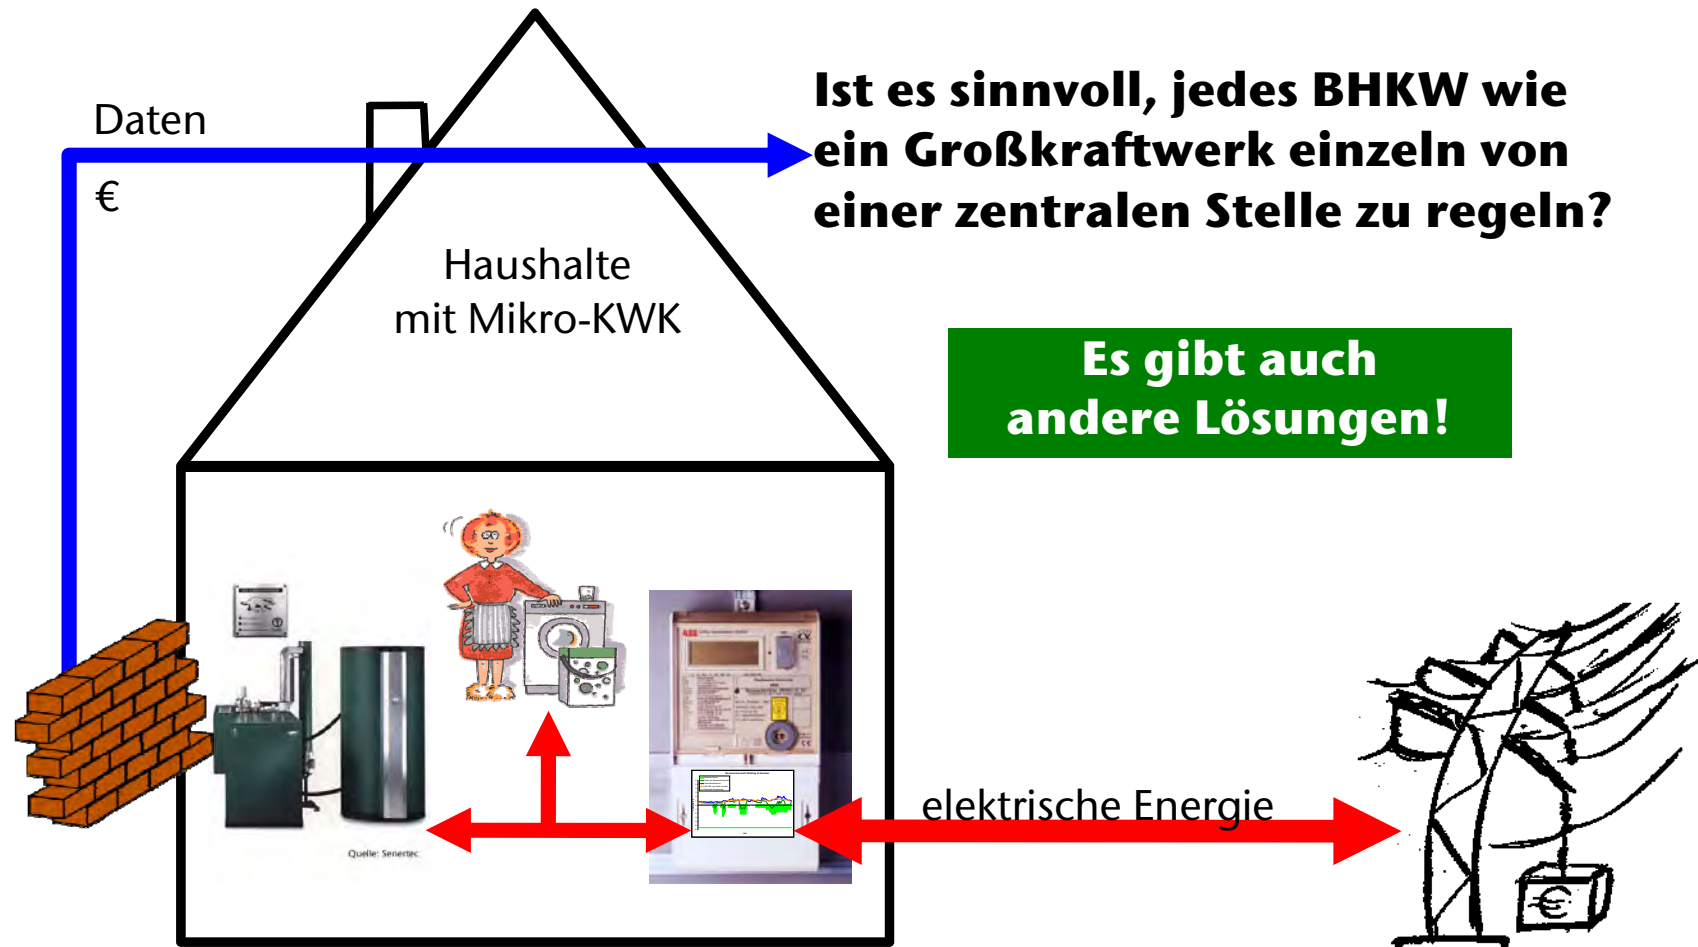 Daten
€
Ist es sinnvoll, jedes BHKW wie
ein Großkraftwerk einzeln von
einer zentralen Stelle zu regeln?
Haushalte
mit Mikro-KWK
Es gibt auch
andere Lösungen!
ABB
elektrische Energie
Quelle: Senertec
€